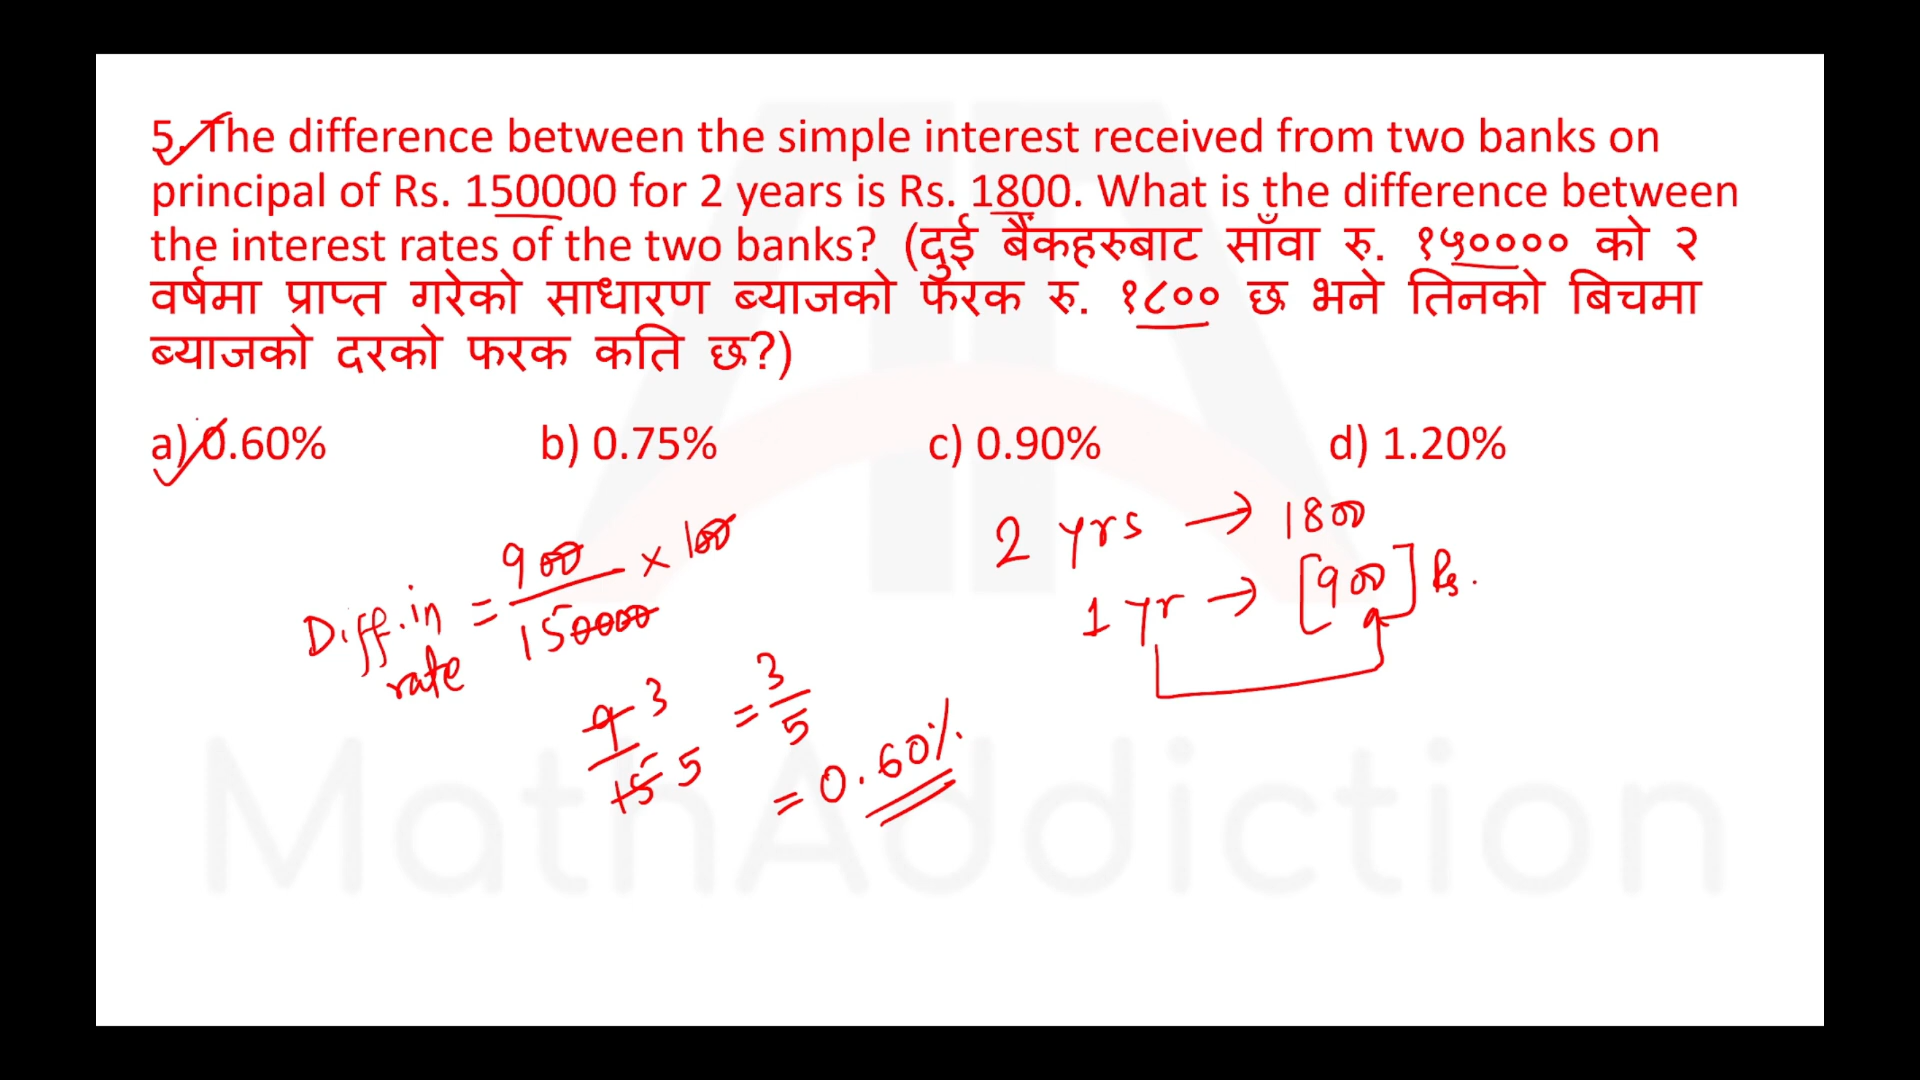 5. The difference between the simple interest received from two banks on
principal of Rs. 150000 for 2 years is Rs. 1800. What is the difference between
the interest rates of the two banks? (दुई बैंकहरुबाट साँवा रु. १५०००० को २
वर्षमा प्राप्त गरेको साधारण ब्याजको फरक रु. १८०० छ भने तिनको बिचमा
ब्याजको दरको फरक कति छ?)
a) 0.60% b) 0.75% c) 0.90% d) 1.20%
2 yrs → 1800
1 yr → [900] Rs.
Diff. in rate = 900/150000 × 100
9/15 3/5 = 3/5
= 0.60%
MathAddiction